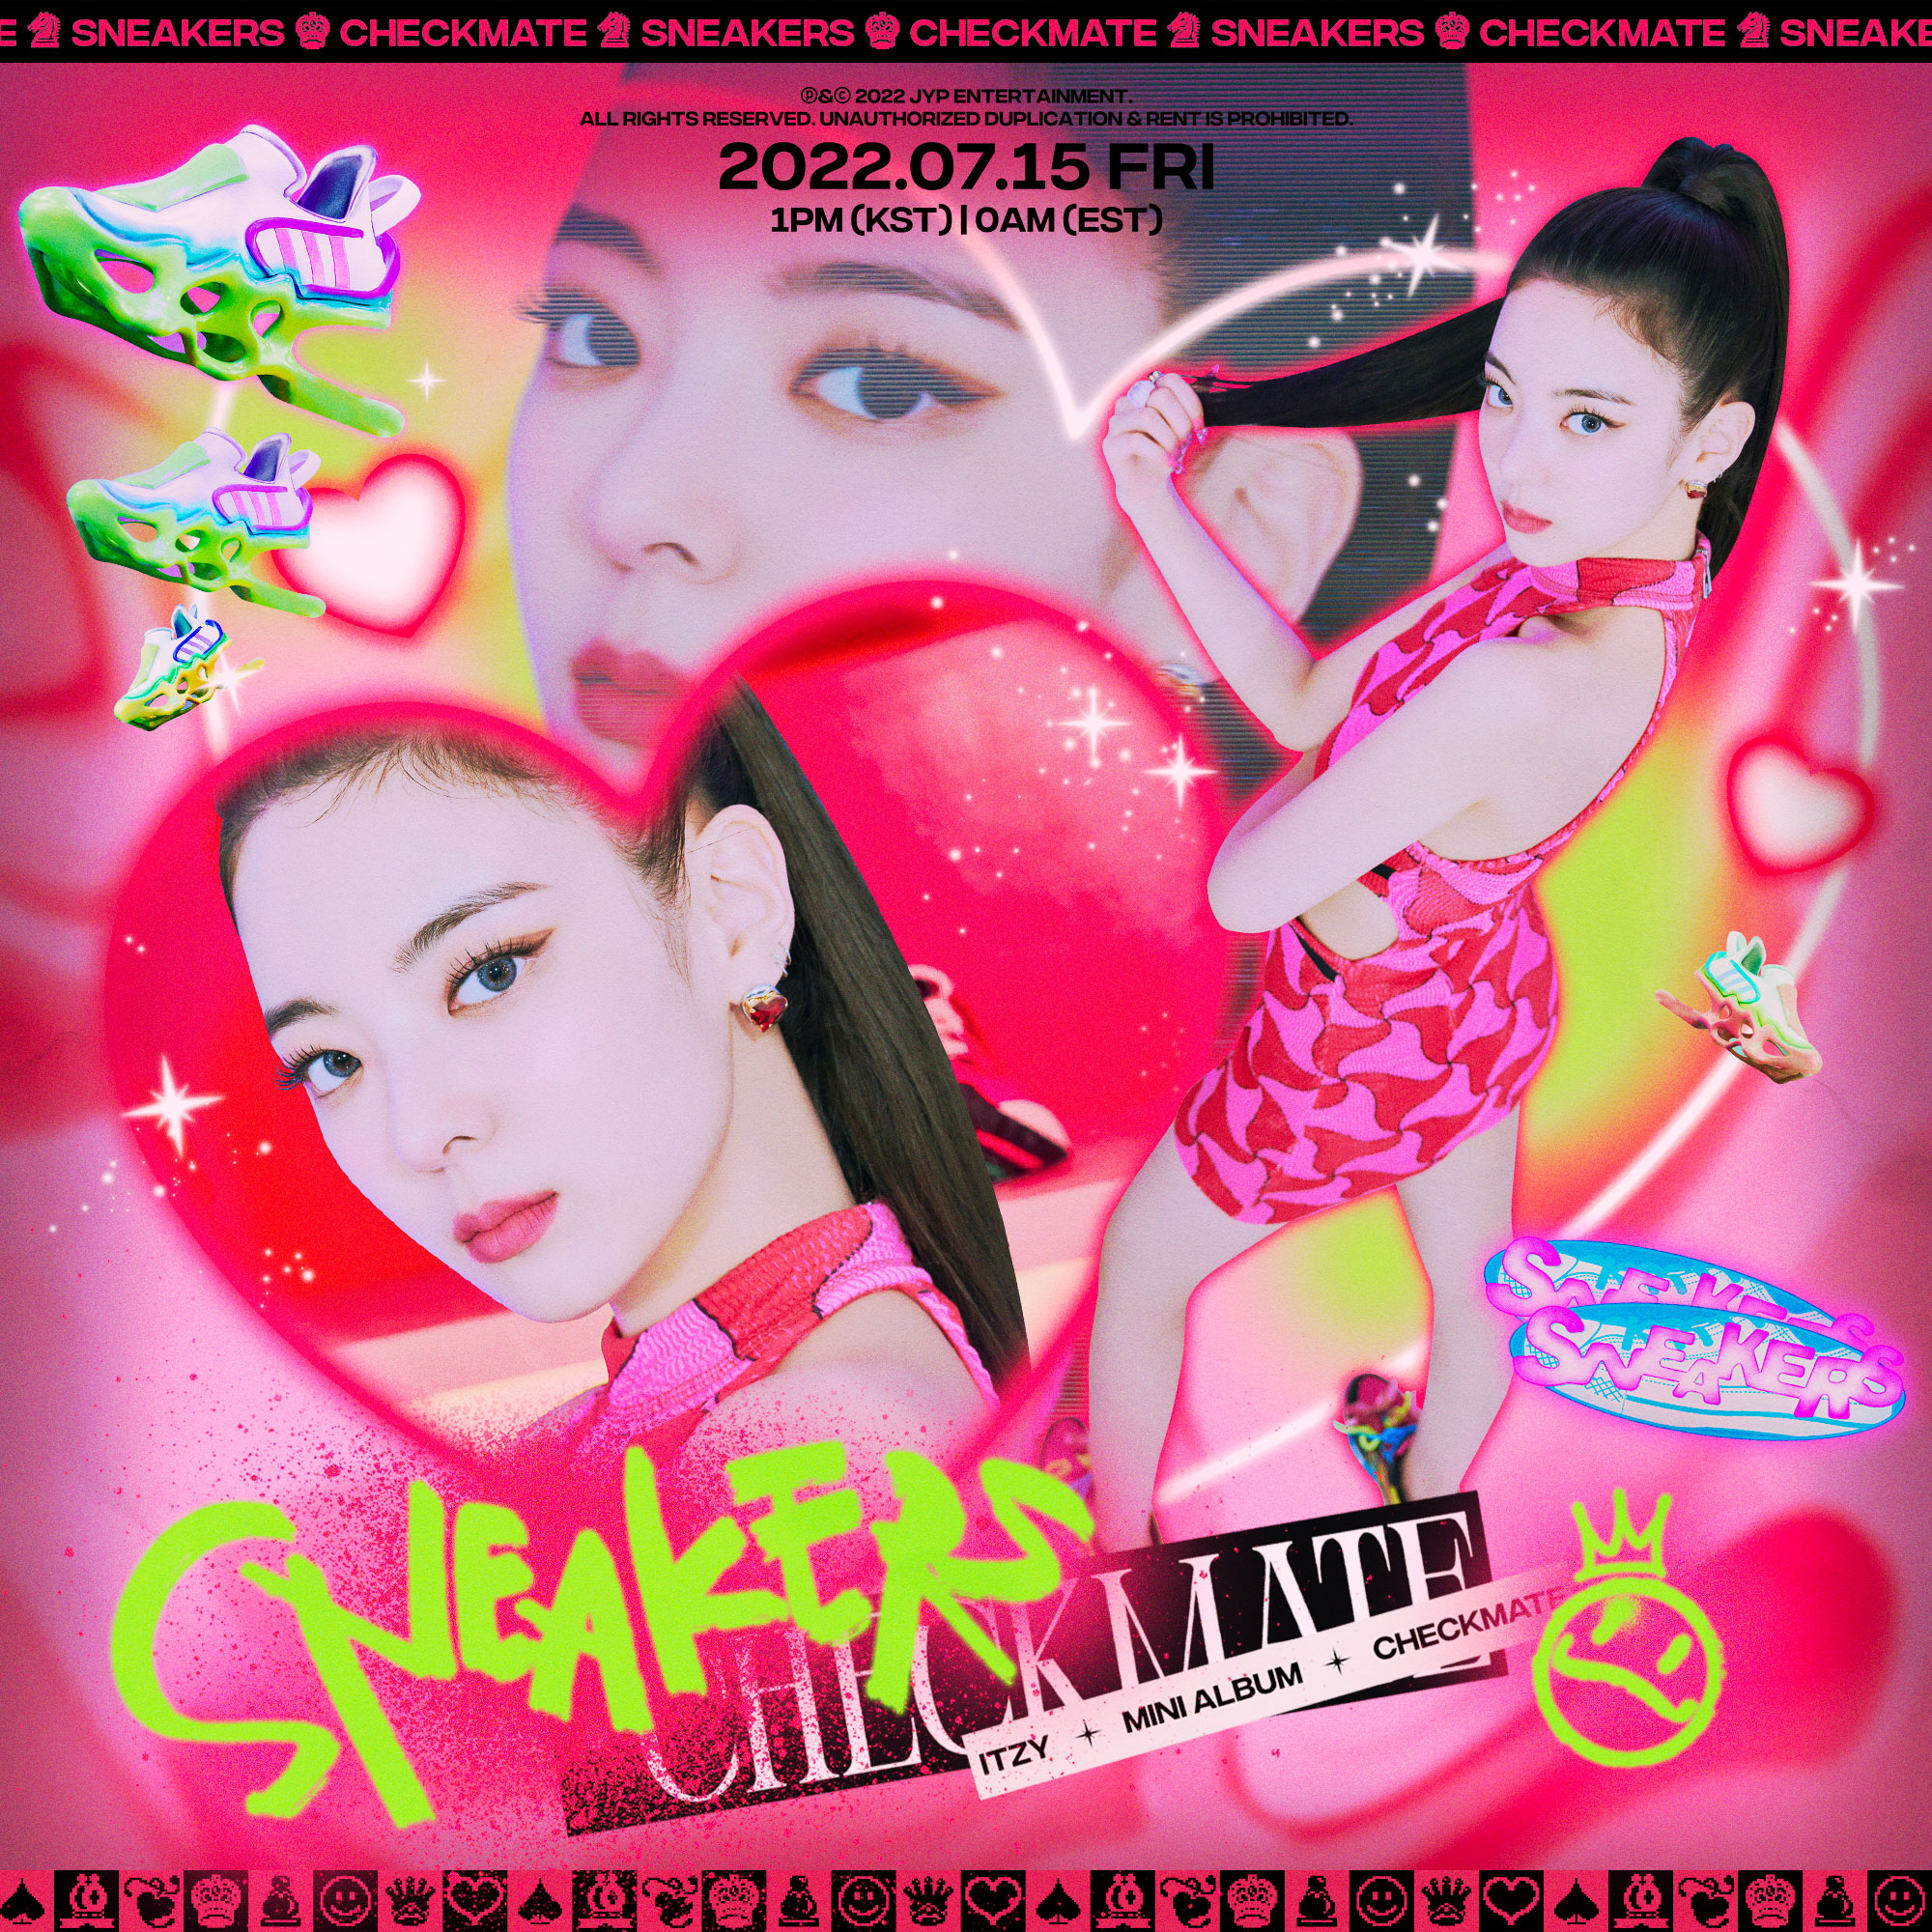 E SNEAKERS CHECKMATE SNEAKERS CHECKMATE SNEAKERS CHECKMATE SNEAKE
Ⓟ&© 2022 JYP ENTERTAINMENT.
ALL RIGHTS RESERVED. UNAUTHORIZED DUPLICATION & RENT IS PROHIBITED.
2022.07.15 FRI
1PM (KST) | 0AM (EST)
SNEAKERS
SNEAKERS
SNEAKERS
CHECKMATE
ITZY MINI ALBUM CHECKMATE